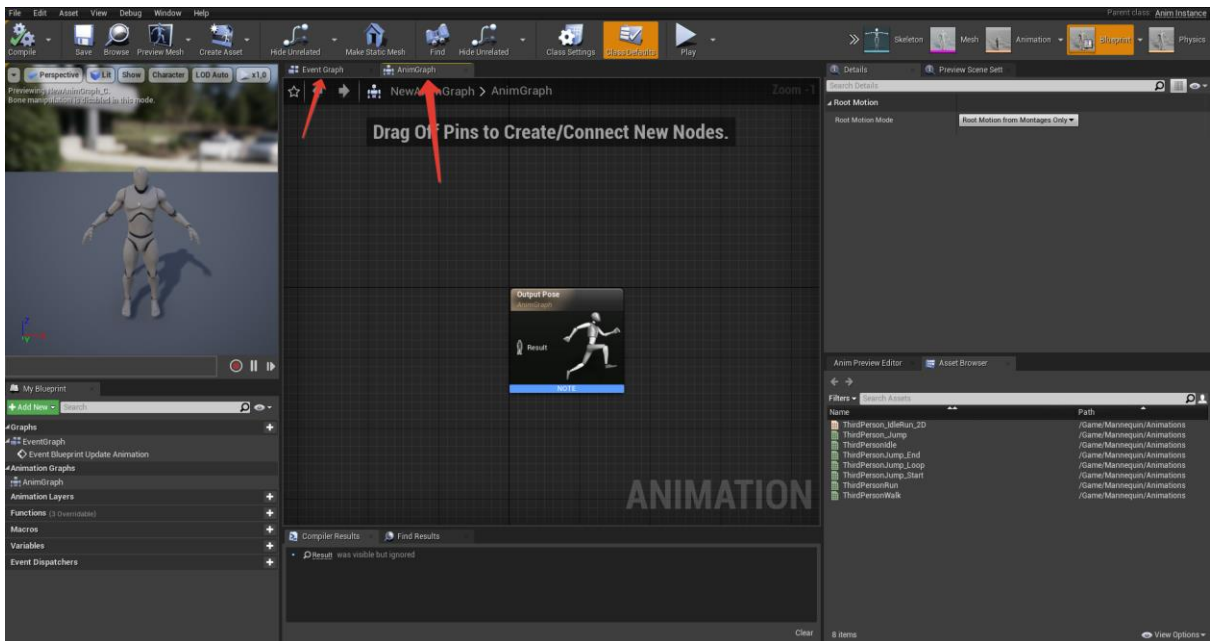 File Edit Asset View Debug Window Help
Parent class: Anim Instance
Compile Save Browse Preview Mesh Create Asset Hide Unrelated Make Static Mesh Find Hide Unrelated Class Settings Class Defaults Play
Skeleton Mesh Animation Blueprint Physics
Perspective Lit Show Character LOD Auto x1,0
Previewing NewAnimGraph_C.
Bone manipulation is disabled in this mode.
Event Graph AnimGraph
AnimGraph
Zoom -1
Drag Off Pins to Create/Connect New Nodes.
Output Pose
AnimGraph
Result
NOTE
ANIMATION
My Blueprint
Add New Search
Graphs
EventGraph
Event Blueprint Update Animation
Animation Graphs
AnimGraph
Animation Layers
Functions (3 Overridable)
Macros
Variables
Event Dispatchers
Compiler Results Find Results
Result was visible but ignored
Clear
Details Preview Scene Sett
Search Details
Root Motion
Root Motion Mode Root Motion from Montages Only
Anim Preview Editor Asset Browser
Filters Search Assets
Name Path
ThirdPerson_IdleRun_2D /Game/Mannequin/Animations
ThirdPerson_Jump /Game/Mannequin/Animations
ThirdPersonIdle /Game/Mannequin/Animations
ThirdPersonJump_End /Game/Mannequin/Animations
ThirdPersonJump_Loop /Game/Mannequin/Animations
ThirdPersonJump_Start /Game/Mannequin/Animations
ThirdPersonRun /Game/Mannequin/Animations
ThirdPersonWalk /Game/Mannequin/Animations
8 items View Options